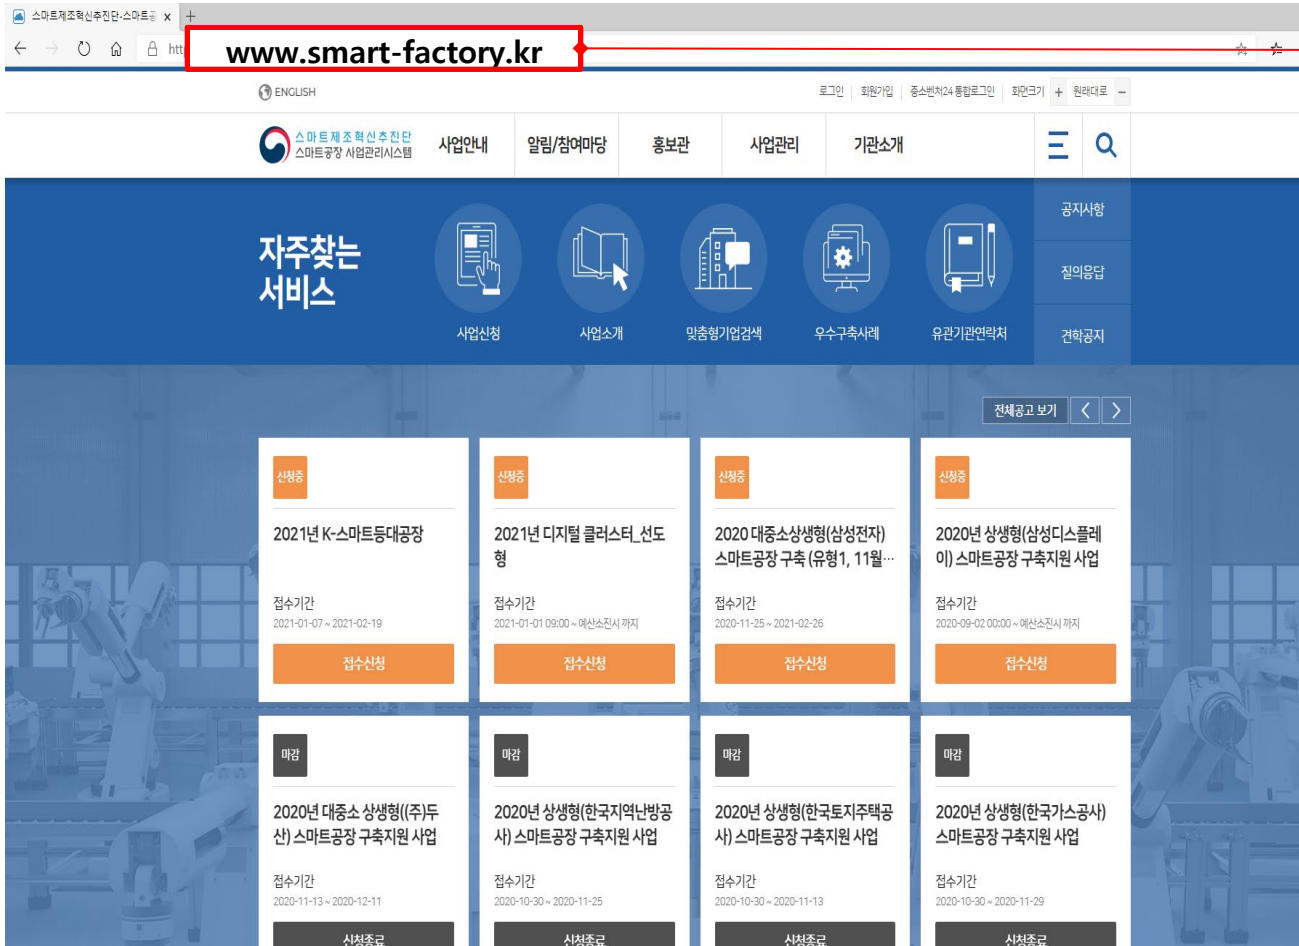 스마트제조혁신추진단-스마트공
www.smart-factory.kr
ENGLISH
로그인 회원가입 중소벤처24 통합로그인 화면크기 + 원래대로 -
스마트제조혁신추진단
스마트공장 사업관리시스템
사업안내 알림/참여마당 홍보관 사업관리 기관소개
자주찾는
서비스
사업신청 사업소개 맞춤형기업검색 우수구축사례 유관기관연락처
공지사항
질의응답
견학공지
전체공고 보기
신청중
2021년 K-스마트등대공장
접수기간
2021-01-07 ~ 2021-02-19
접수신청
신청중
2021년 디지털 클러스터_선도
형
접수기간
2021-01-01 09:00 ~ 예산소진시 까지
접수신청
신청중
2020 대중소상생형(삼성전자)
스마트공장 구축 (유형1, 11월…
접수기간
2020-11-25 ~ 2021-02-26
접수신청
신청중
2020년 상생형(삼성디스플레
이) 스마트공장 구축지원 사업
접수기간
2020-09-02 00:00 ~ 예산소진시 까지
접수신청
마감
2020년 대중소 상생형((주)두
산) 스마트공장 구축지원 사업
접수기간
2020-11-13 ~ 2020-12-11
신청종료
마감
2020년 상생형(한국지역난방공
사) 스마트공장 구축지원 사업
접수기간
2020-10-30 ~ 2020-11-25
신청종료
마감
2020년 상생형(한국토지주택공
사) 스마트공장 구축지원 사업
접수기간
2020-10-30 ~ 2020-11-13
신청종료
마감
2020년 상생형(한국가스공사)
스마트공장 구축지원 사업
접수기간
2020-10-30 ~ 2020-11-29
신청종료